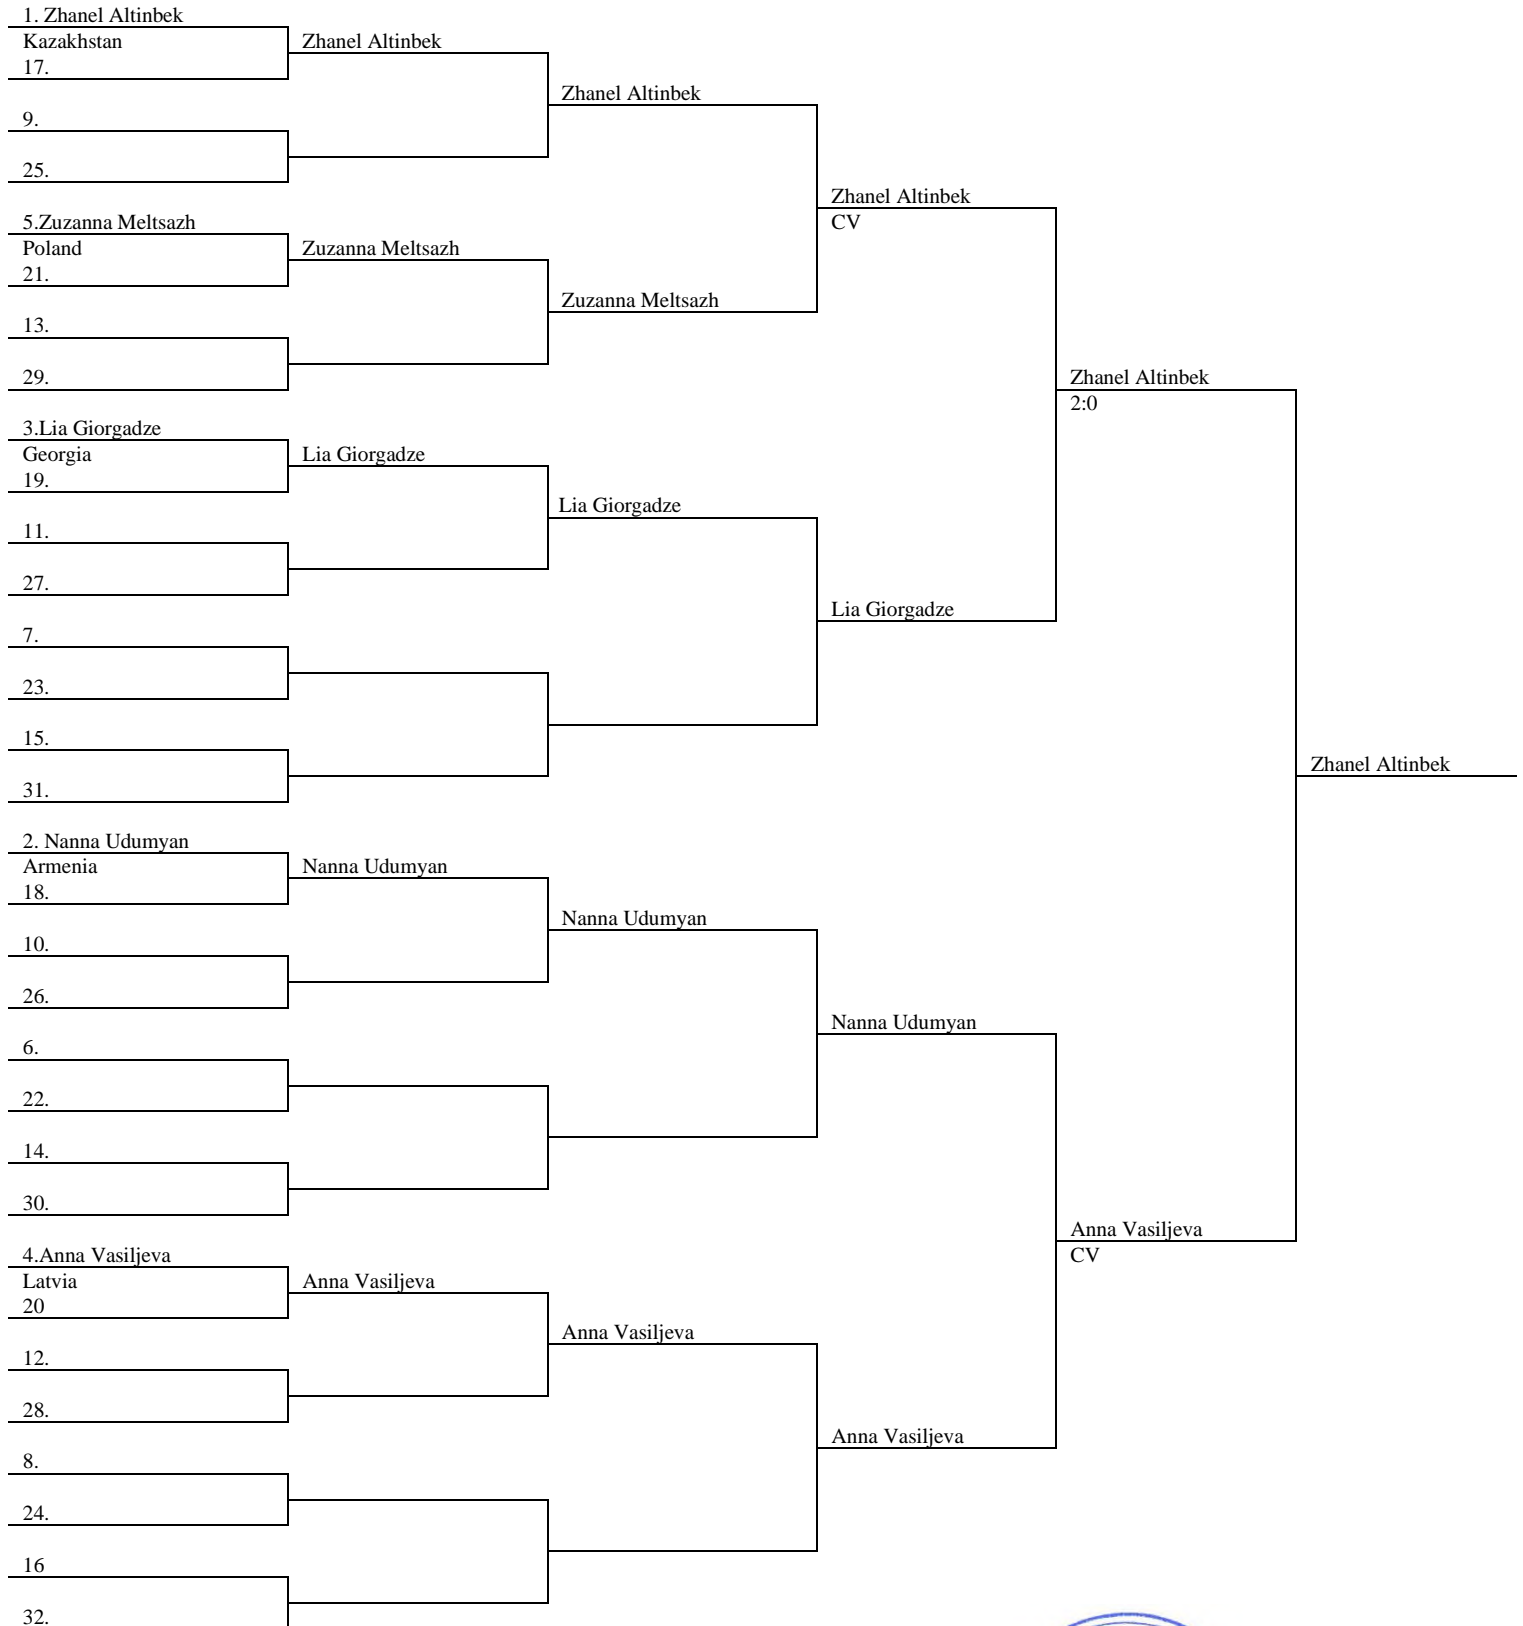 1. Zhanel Altinbek
Kazakhstan
Zhanel Altinbek
17.
Zhanel Altinbek
9.
25.
Zhanel Altinbek
CV
5.Zuzanna Meltsazh
Poland
Zuzanna Meltsazh
21.
Zuzanna Meltsazh
13.
29.
Zhanel Altinbek
2:0
3.Lia Giorgadze
Georgia
Lia Giorgadze
19.
Lia Giorgadze
11.
27.
Lia Giorgadze
7.
23.
15.
Zhanel Altinbek
31.
2. Nanna Udumyan
Armenia
Nanna Udumyan
18.
Nanna Udumyan
10.
26.
Nanna Udumyan
6.
22.
14.
30.
Anna Vasiljeva
CV
4.Anna Vasiljeva
Latvia
Anna Vasiljeva
20
Anna Vasiljeva
12.
28.
Anna Vasiljeva
8.
24.
16
32.